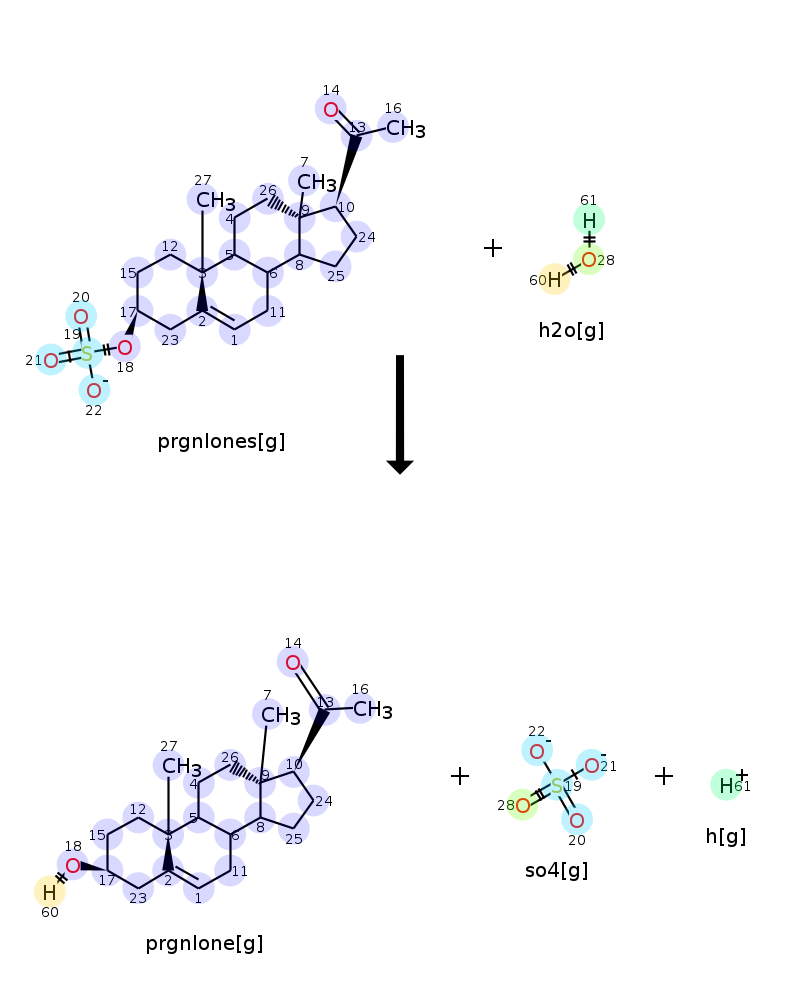 14
O
13
16
CH3
7
CH3
27
CH3
26
9
10
4
24
12
5
8
25
15
3
6
17
2
11
23
1
20
O
19
21 O S O
18
O-
22
prgnlones[g]
+
61
H
O 28
60 H
h2o[g]
14
O
13
16
CH3
7
CH3
27
CH3
26
9
10
4
24
12
5
8
25
15
3
6
18
O
17
2
11
23
1
H
60
prgnlone[g]
+
22
O-
O- 21
S 19
28 O
O
20
so4[g]
+
H+ 61
h[g]